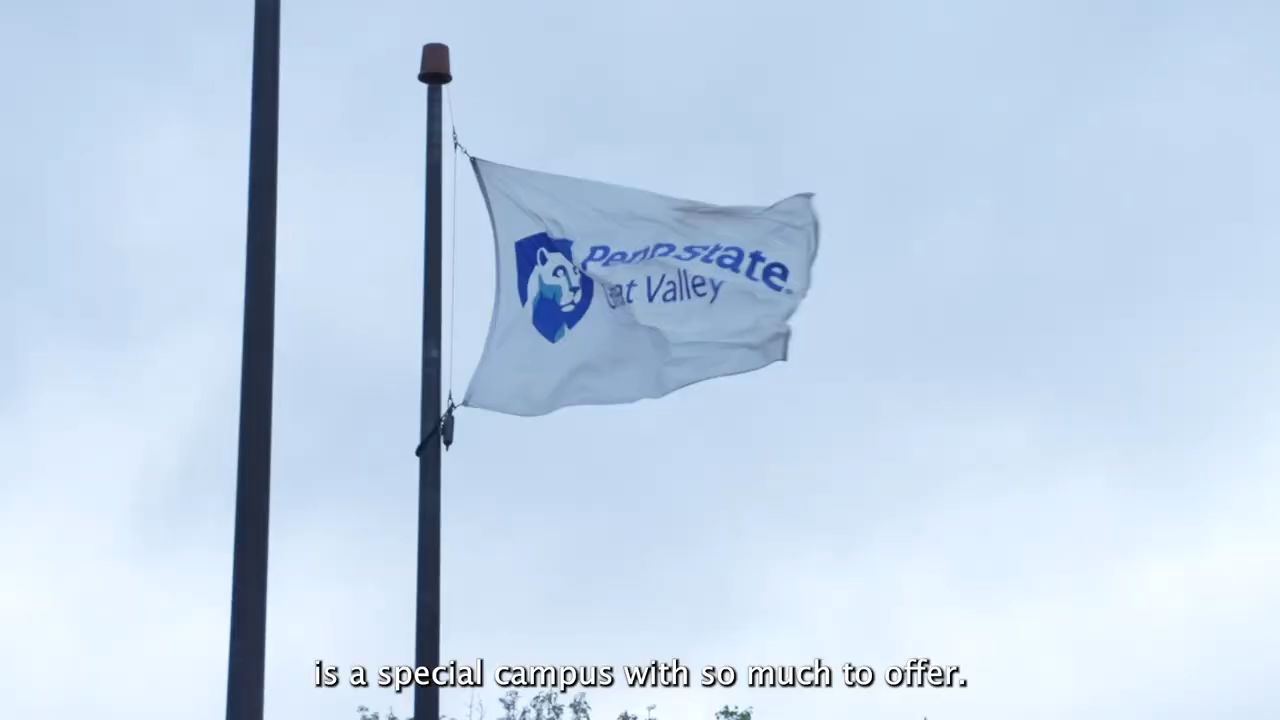 PennState
Valley
is a special campus with so much to offer.